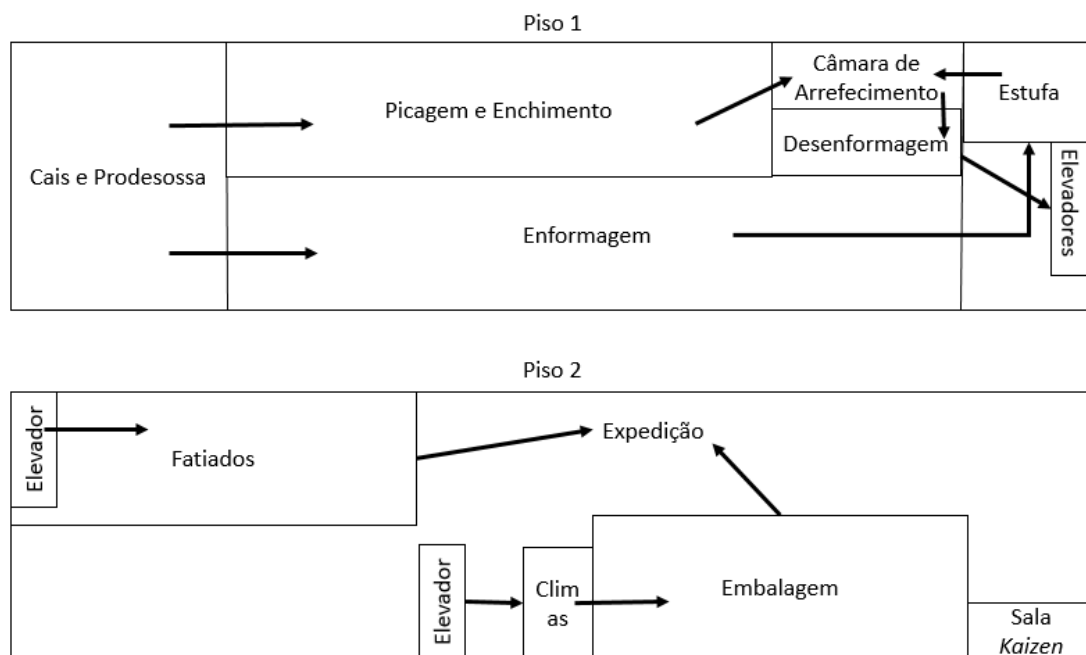 Piso 1
Câmara de
Arrefecimento
Estufa
Picagem e Enchimento
Desenformagem
Cais e Prodesossa
Elevadores
Enformagem
Piso 2
Elevador
Fatiados
Expedição
Elevador
Clim
as
Embalagem
Sala
Kaizen